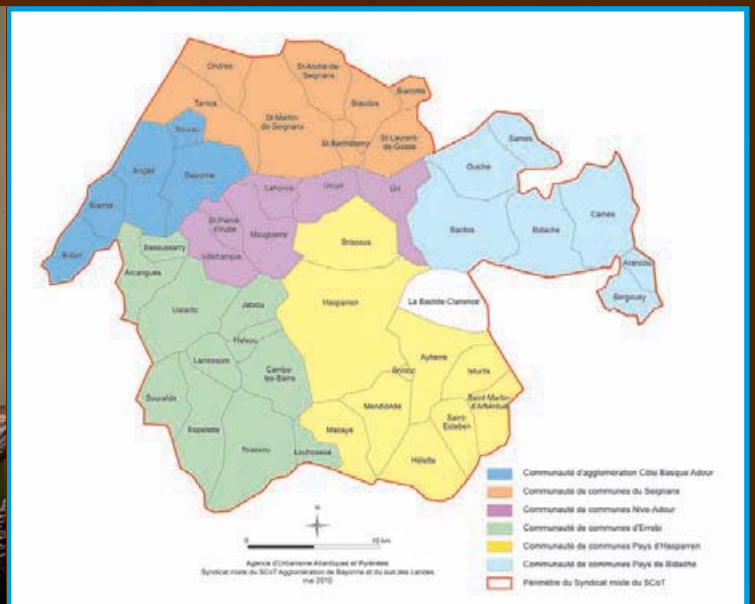 Ondres
St-André-de-
Seignanx
Biarrotte
Tarnos
Biaudos
St-Martin
de-Seignanx
St-Barthélemy
St-Laurent-
de-Gosse
Boucau
Anglet
Bayonne
Biarritz
Bidart
Lahonce
Urcuit
Urt
St-Pierre
d'Irube
Mouguerre
Villefranque
Sames
Guiche
Bardos
Bidache
Came
Arancou
Bergouey
Briscous
Bassussarry
Arcangues
Ustaritz
Jatxou
Halsou
Larressore
Cambo
les-Bains
Souraïde
Espelette
Itxassou
Louhossoa
Hasparren
La Bastide-Clairence
Ayherre
Isturits
Bonloc
Saint-Martin
d'Arberoue
Mendionde
Saint-
Esteben
Macaye
Hélette
N
0 10 km
Agence d'Urbanisme Atlantiques et Pyrénées
Syndicat mixte du SCoT Agglomération de Bayonne et du sud des Landes
mai 2010
Communauté d'agglomération Côte Basque Adour
Communauté de communes du Seignanx
Communauté de communes Nive-Adour
Communauté de communes d'Errobi
Communauté de communes Pays d'Hasparren
Communauté de communes Pays de Bidache
Périmètre du Syndicat mixte du SCoT